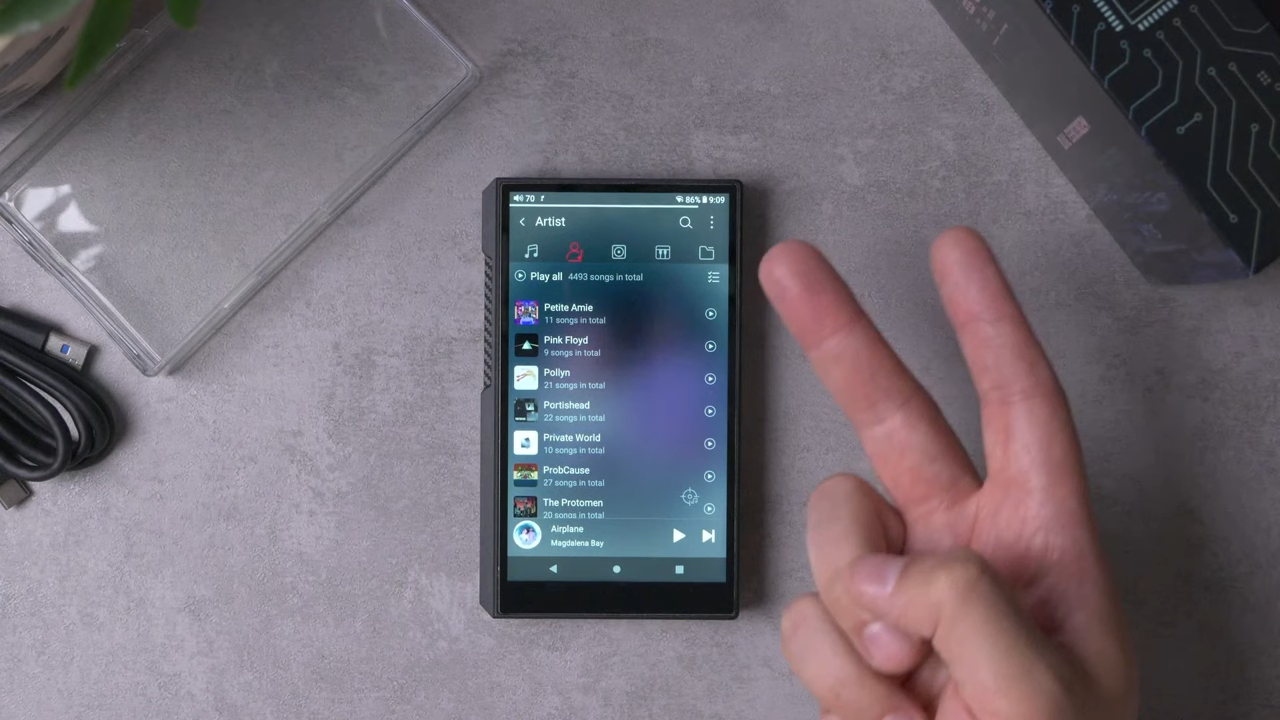 70 86% 9:09
Artist
Play all 4493 songs in total
Petite Amie
11 songs in total
Pink Floyd
9 songs in total
Pollyn
21 songs in total
Portishead
22 songs in total
Private World
10 songs in total
ProbCause
27 songs in total
The Protomen
20 songs in total
Airplane
Magdalena Bay